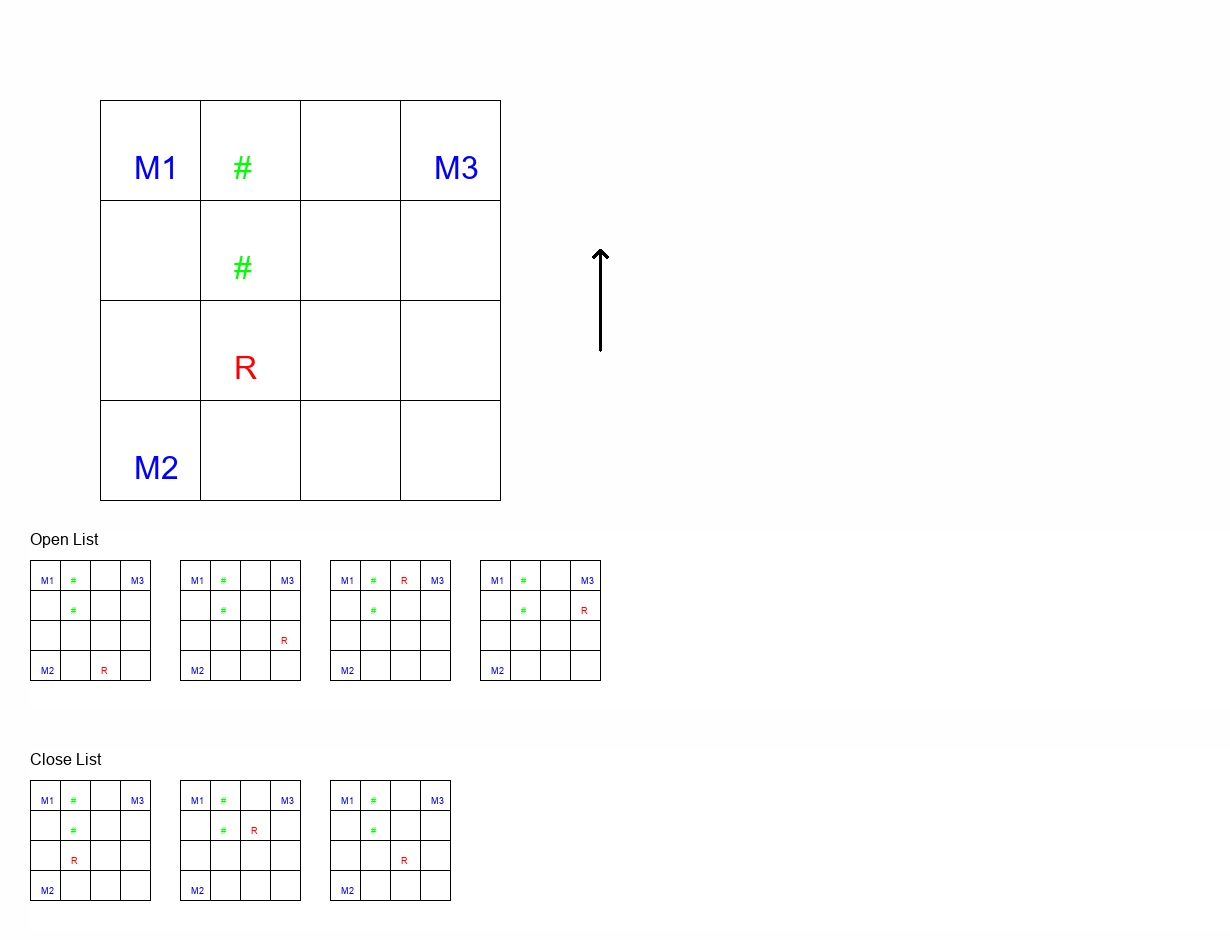 M1 # M3
#
R
M2
Open List
M1 # M3 M1 # M3 M1 # R M3 M1 # M3
# # # # R
R
M2 R M2 M2 M2
Close List
M1 # M3 M1 # M3 M1 # M3
# # R #
R R
M2 M2 M2